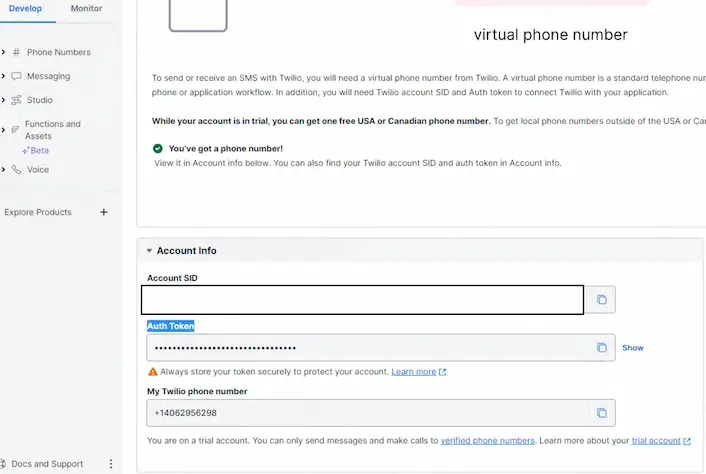 Develop
Monitor
# Phone Numbers
Messaging
Studio
Functions and
Assets
Beta
Voice
Explore Products +
Docs and Support
virtual phone number
To send or receive an SMS with Twilio, you will need a virtual phone number from Twilio. A virtual phone number is a standard telephone
phone or application workflow. In addition, you will need Twilio account SID and Auth token to connect Twilio with your application.
While your account is in trial, you can get one free USA or Canadian phone number. To get local phone numbers outside of the USA or
You've got a phone number!
View it in Account info below. You can also find your Twilio account SID and auth token in Account info.
Account Info
Account SID
Auth Token
••••••••••••••••••••••••••••••••
Show
Always store your token securely to protect your account. Learn more
My Twilio phone number
+14062956298
You are on a trial account. You can only send messages and make calls to verified phone numbers. Learn more about your trial account